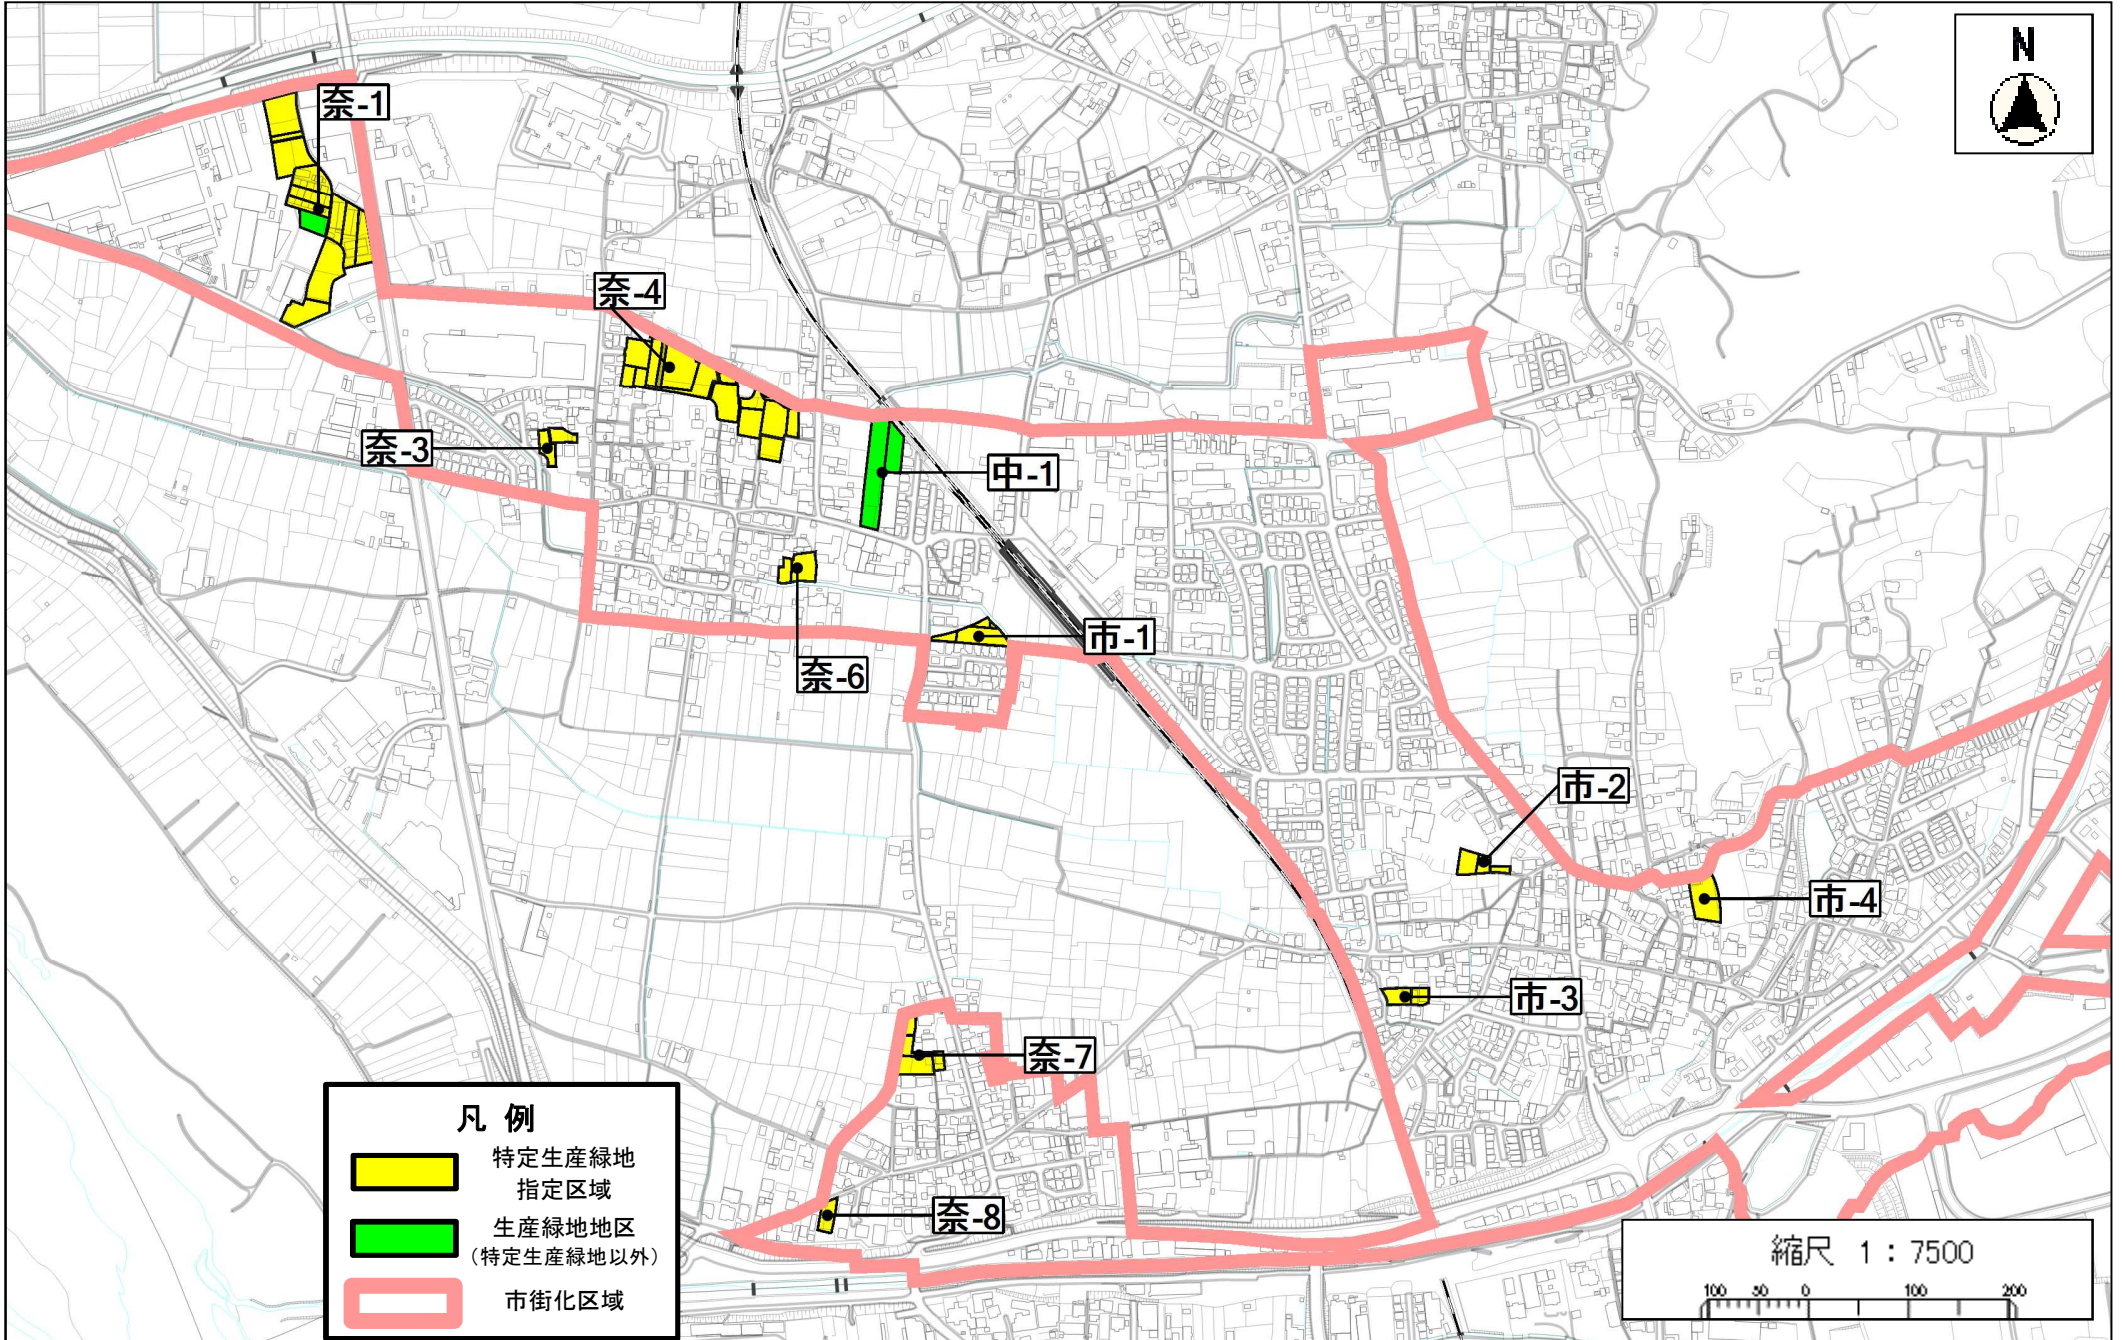 N
奈-1
奈-4
奈-3
中-1
市-1
奈-6
市-2
市-4
市-3
奈-7
奈-8
凡 例
特定生産緑地
指定区域
生産緑地地区
（特定生産緑地以外）
市街化区域
縮尺 1：7500
100 50 0 100 200